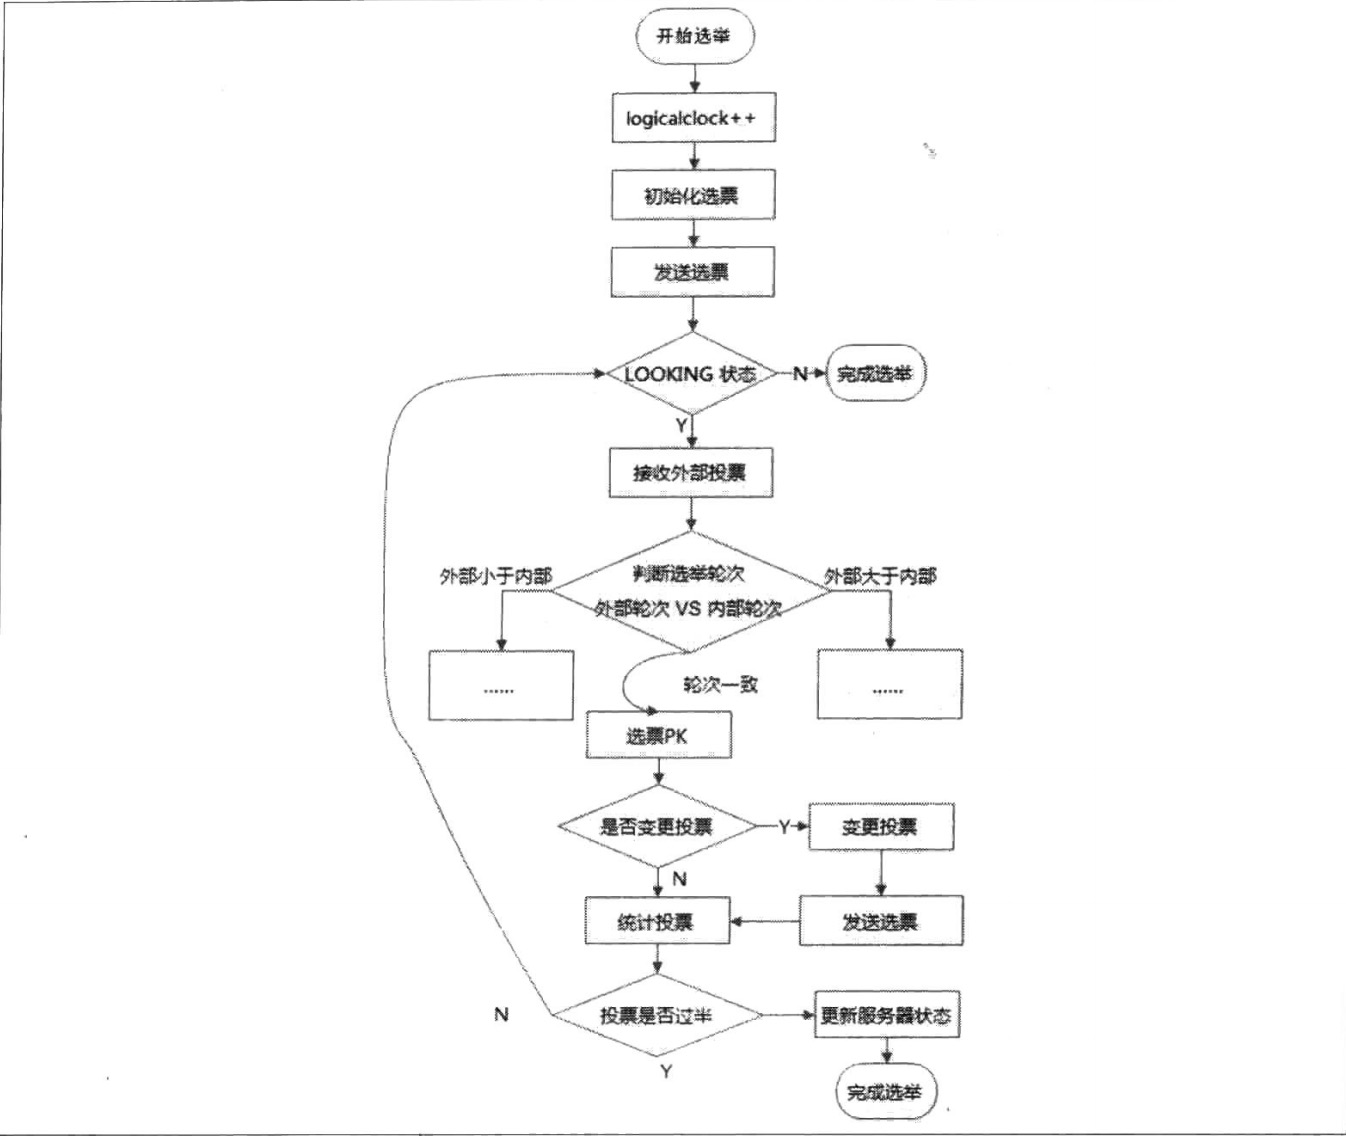 开始选举
logicalclock++
初始化选票
发送选票
LOOKING 状态
N
完成选举
Y
接收外部投票
外部小于内部
判断选举轮次
外部轮次 VS 内部轮次
外部大于内部
......
......
轮次一致
选票PK
是否变更投票
Y
变更投票
N
统计投票
发送选票
N
投票是否过半
更新服务器状态
Y
完成选举